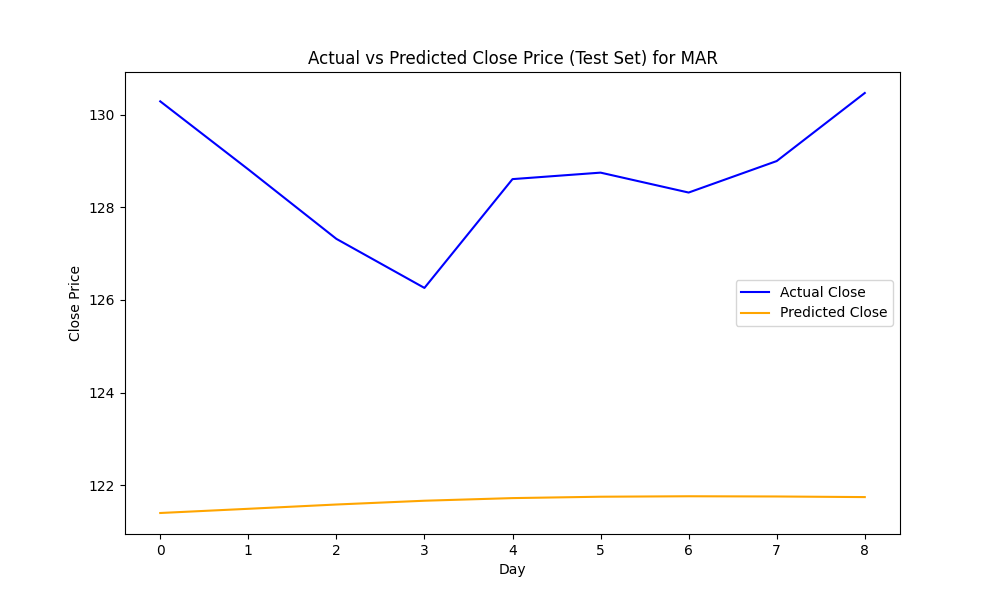 Actual vs Predicted Close Price (Test Set) for MAR
Close Price
130
128
126
124
122
Actual Close
Predicted Close
0 1 2 3 4 5 6 7 8
Day